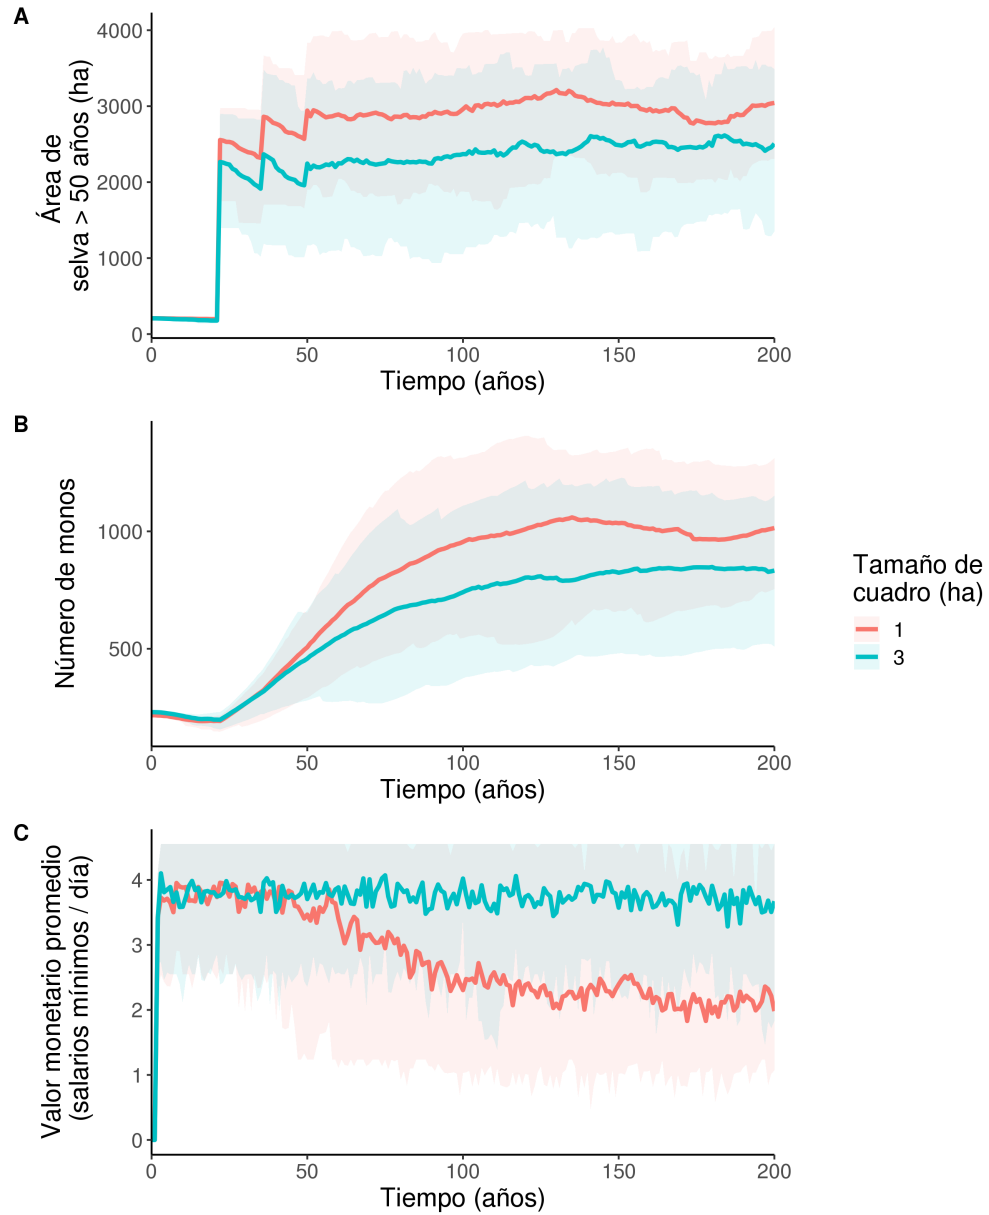 A
Área de
selva > 50 años (ha)
4000
3000
2000
1000
0
0 50 100 150 200
Tiempo (años)
B
Número de monos
1000
500
0 50 100 150 200
Tiempo (años)
Tamaño de
cuadro (ha)
1
3
C
Valor monetario promedio
(salarios mínimos / día)
4
3
2
1
0
0 50 100 150 200
Tiempo (años)